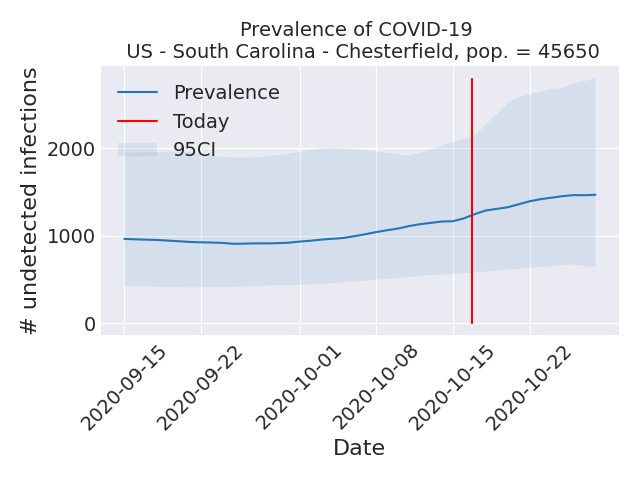 Prevalence of COVID-19
US - South Carolina - Chesterfield, pop. = 45650
# undetected infections
2000
1000
0
Prevalence
Today
95CI
2020-09-15
2020-09-22
2020-10-01
2020-10-08
2020-10-15
2020-10-22
Date